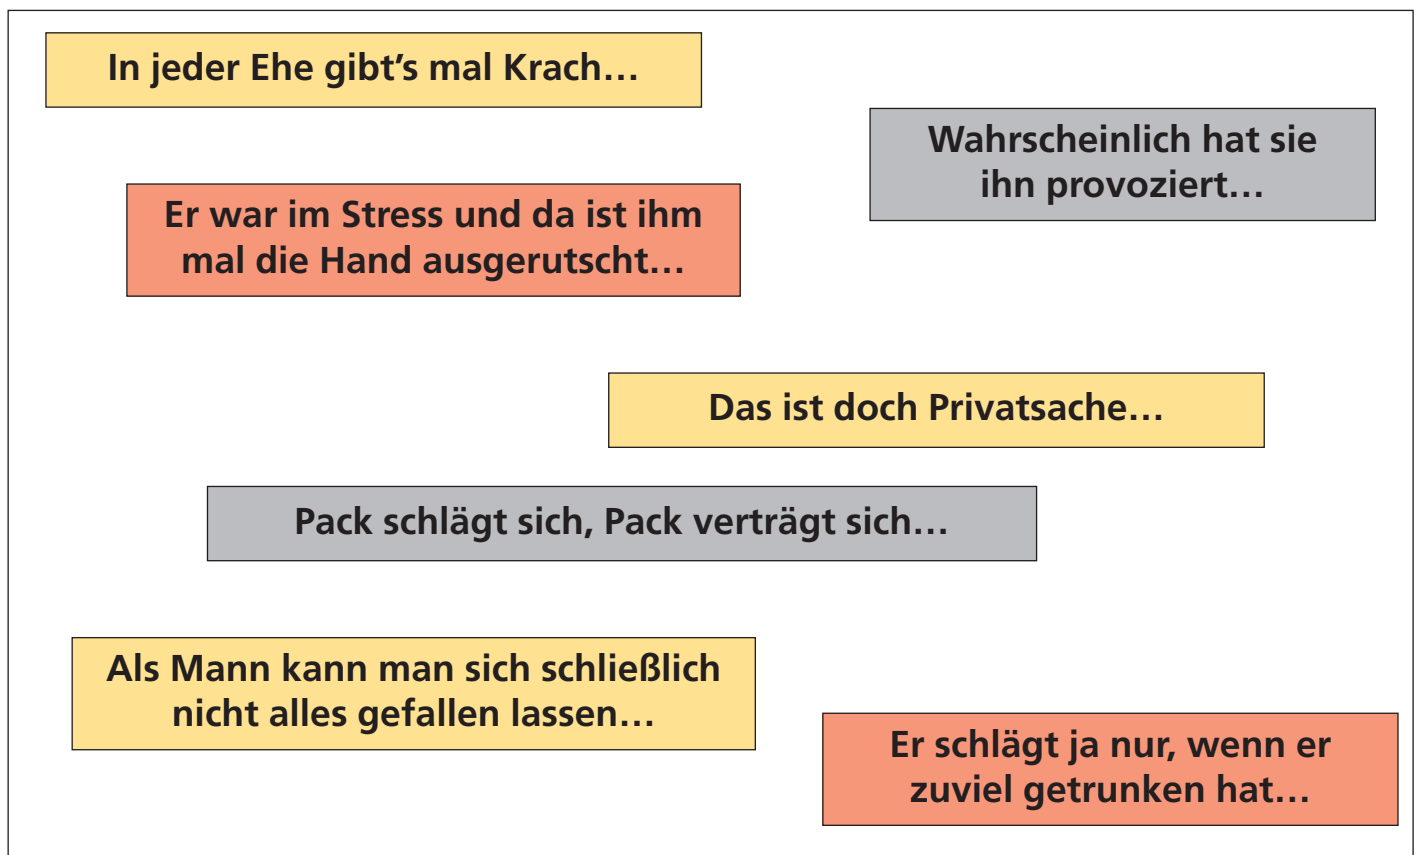 In jeder Ehe gibt’s mal Krach…
Wahrscheinlich hat sie
ihn provoziert…
Er war im Stress und da ist ihm
mal die Hand ausgerutscht…
Das ist doch Privatsache…
Pack schlägt sich, Pack verträgt sich…
Als Mann kann man sich schließlich
nicht alles gefallen lassen…
Er schlägt ja nur, wenn er
zuviel getrunken hat…